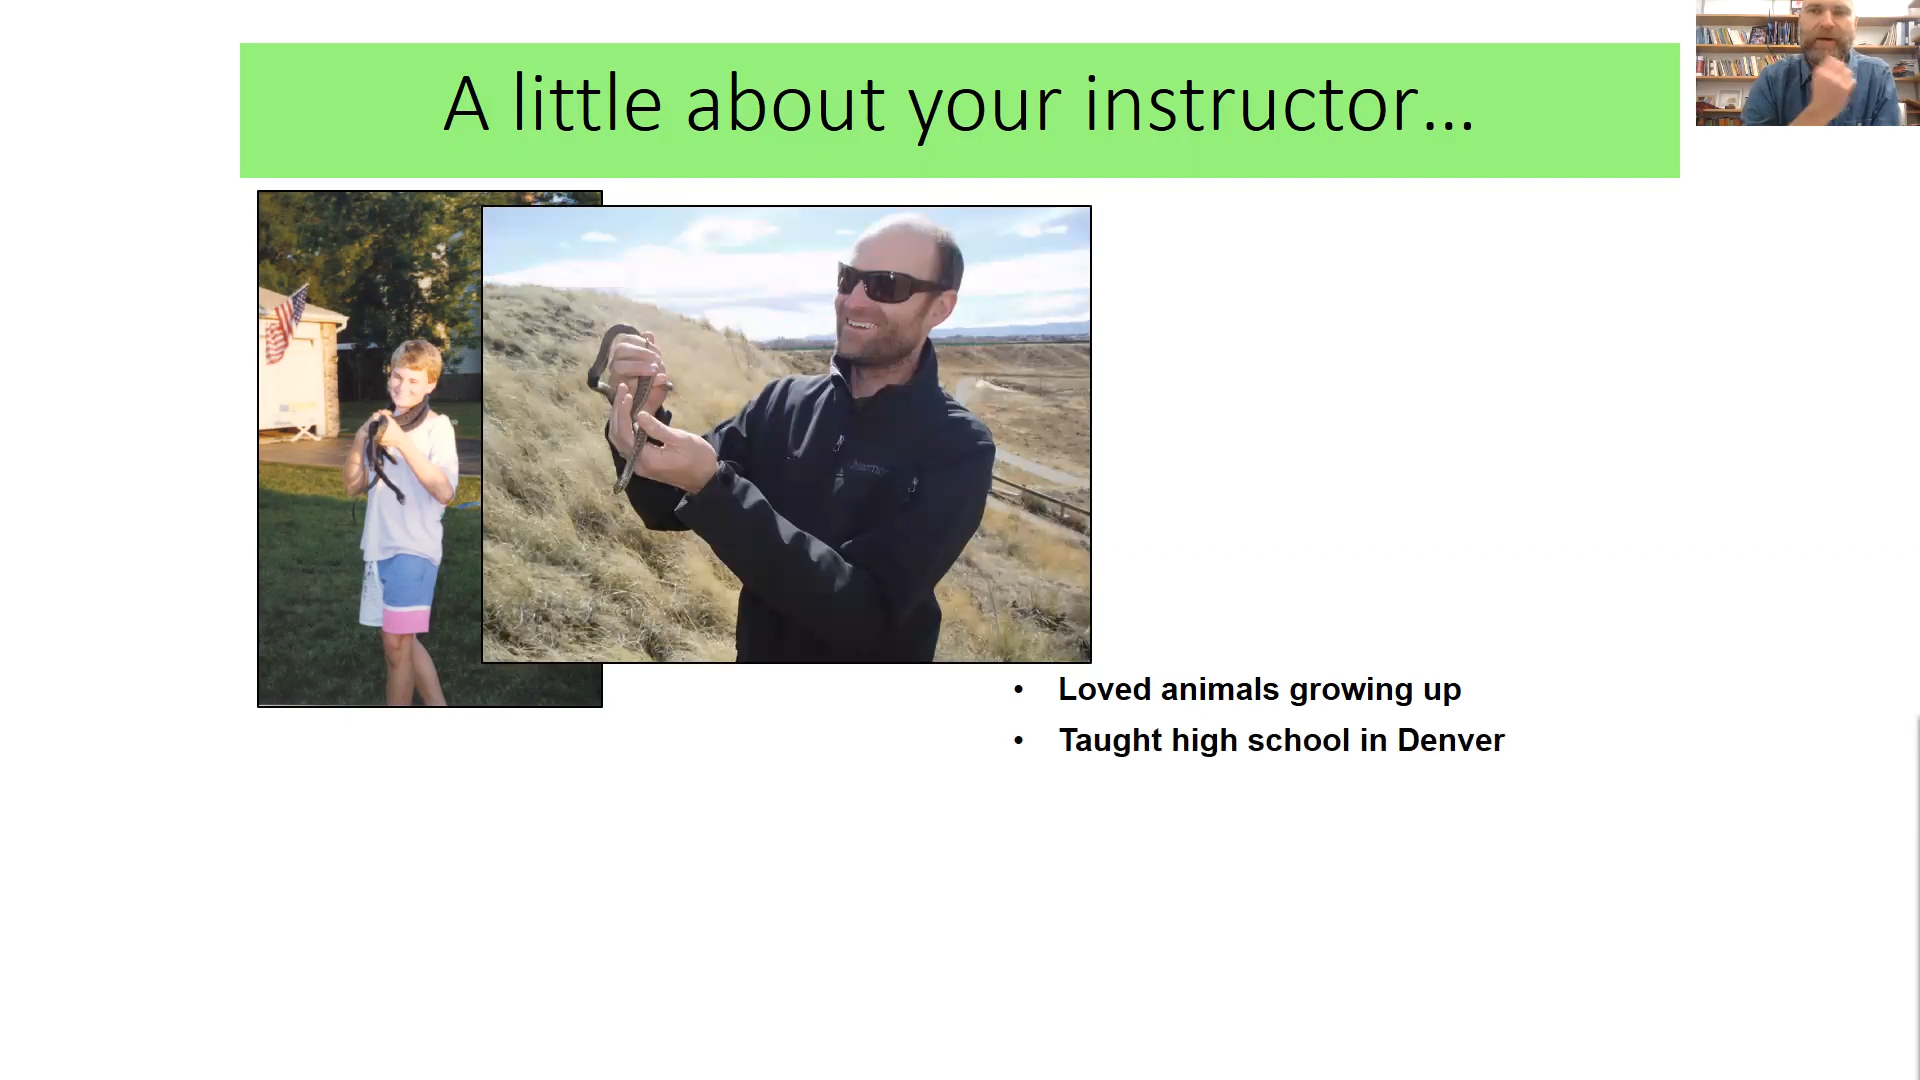 A little about your instructor...
• Loved animals growing up
• Taught high school in Denver